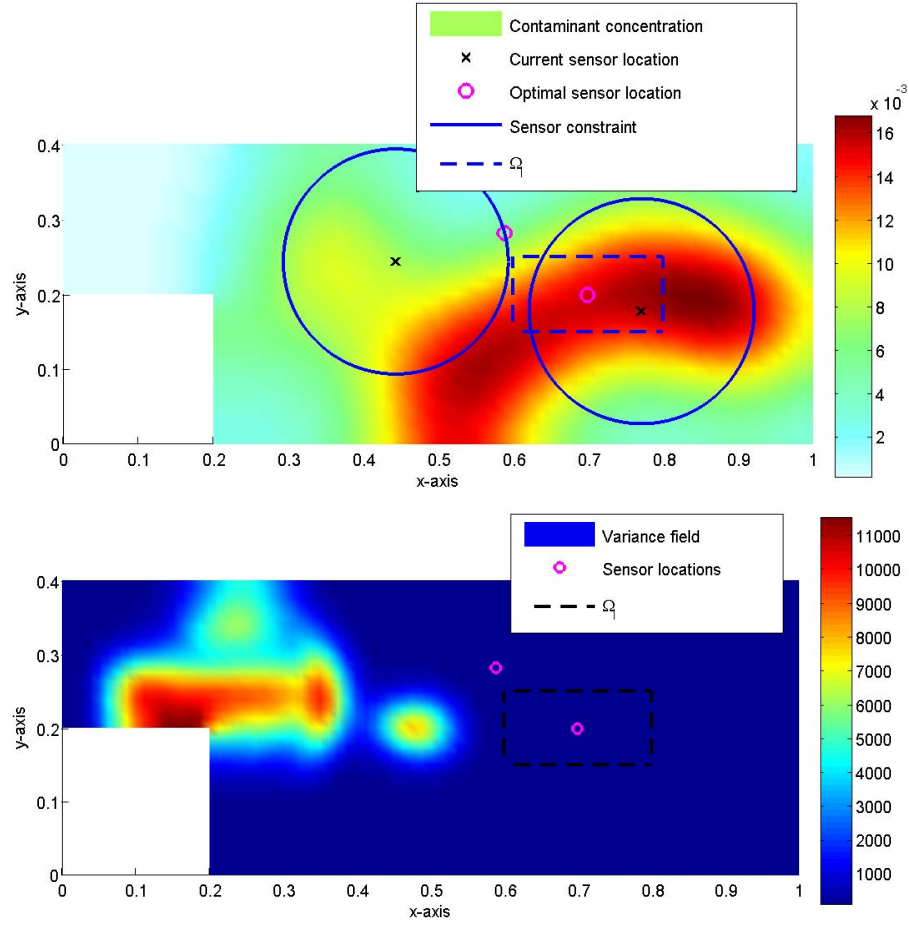 Contaminant concentration
Current sensor location
Optimal sensor location
Sensor constraint
Ω_l
x 10^-3
16
14
12
10
8
6
4
2
0.4
0.3
0.2
0.1
0
y-axis
0 0.1 0.2 0.3 0.4 0.5 0.6 0.7 0.8 0.9 1
x-axis
Variance field
Sensor locations
Ω_l
11000
10000
9000
8000
7000
6000
5000
4000
3000
2000
1000
0.4
0.3
0.2
0.1
0
y-axis
0 0.1 0.2 0.3 0.4 0.5 0.6 0.7 0.8 0.9 1
x-axis